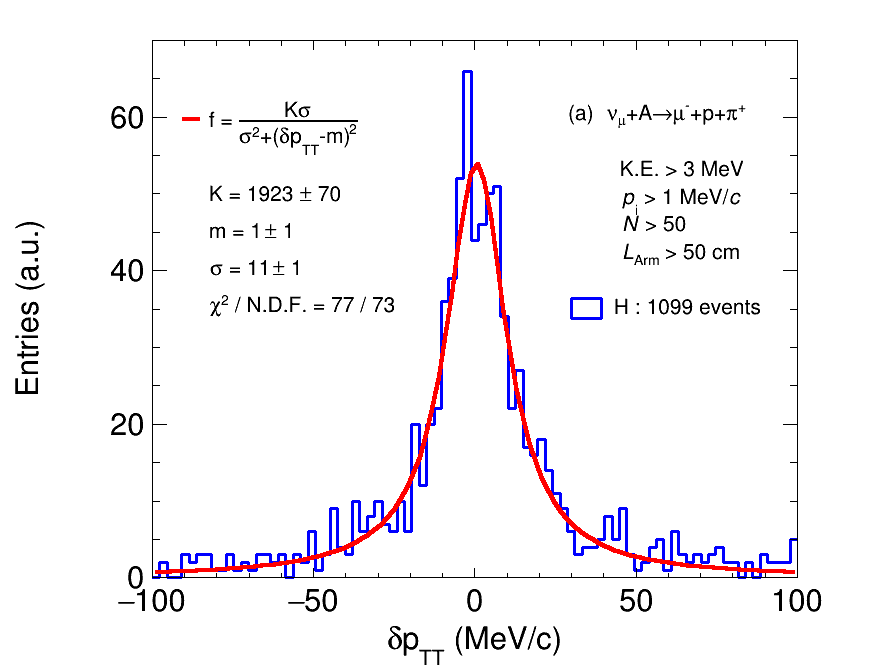 f = Kσ / σ²+(δp_TT-m)²
K = 1923 ± 70
m = 1 ± 1
σ = 11 ± 1
χ² / N.D.F. = 77 / 73
(a) ν_μ+A→μ⁻+p+π⁺
K.E. > 3 MeV
p_i > 1 MeV/c
N > 50
L_Arm > 50 cm
H : 1099 events
Entries (a.u.)
60
40
20
0
−100 −50 0 50 100
δp_TT (MeV/c)